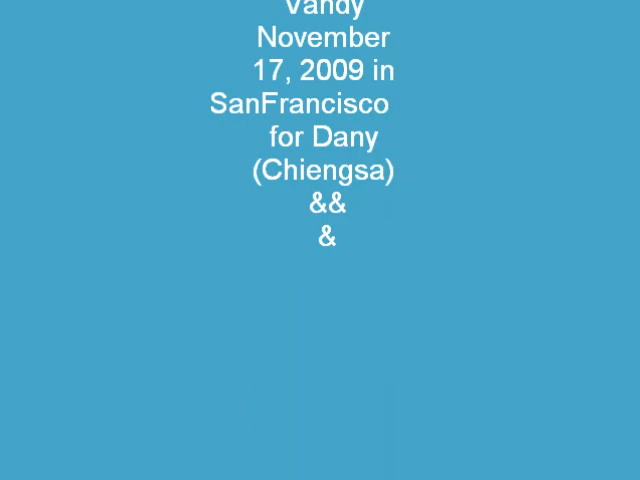 Vandy
November
17, 2009 in
SanFrancisco
for Dany
(Chiengsa)
&&
&